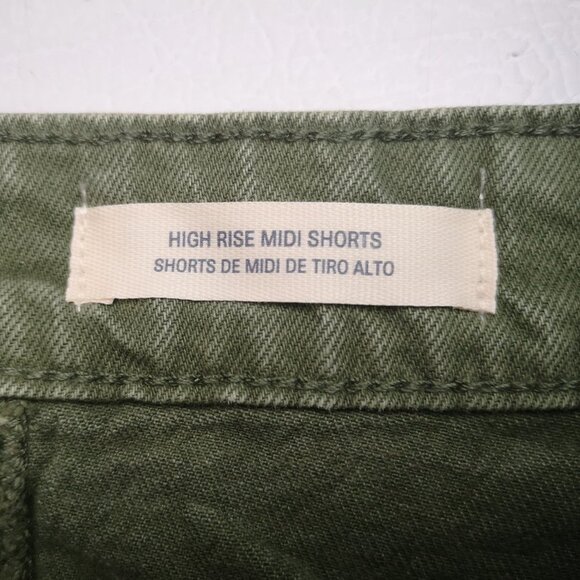 HIGH RISE MIDI SHORTS
SHORTS DE MIDI DE TIRO ALTO